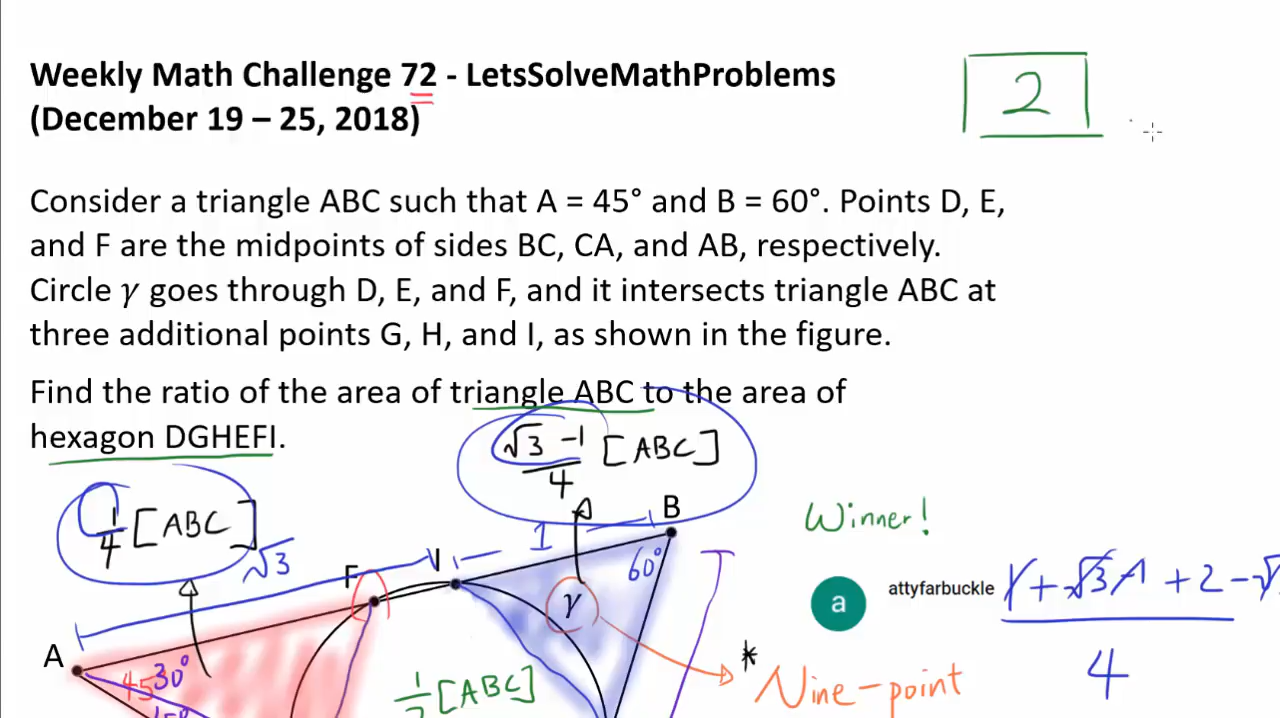 Weekly Math Challenge 72 - LetsSolveMathProblems
(December 19 – 25, 2018)
2
Consider a triangle ABC such that A = 45° and B = 60°. Points D, E,
and F are the midpoints of sides BC, CA, and AB, respectively.
Circle γ goes through D, E, and F, and it intersects triangle ABC at
three additional points G, H, and I, as shown in the figure.
Find the ratio of the area of triangle ABC to the area of
hexagon DGHEFI.
√3 -1
4
[ABC]
1
4
[ABC]
√3
F
1
B
60°
γ
A
45
30°
[ABC]
Winner!
a
attyfarbuckle
4
* Nine-point